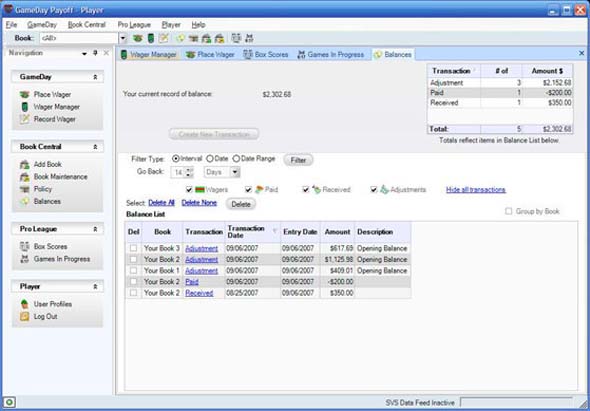 GameDay Payoff - Player
File GameDay Book Central Pro League Player Help
Book: <All>
Navigation
GameDay
Place Wager
Wager Manager
Record Wager
Book Central
Add Book
Book Maintenance
Policy
Balances
Pro League
Box Scores
Games In Progress
Player
User Profiles
Log Out
Wager Manager Place Wager Box Scores Games In Progress Balances
Your current record of balance: $2,302.68
Create New Transaction
Transaction # of Amount $
Adjustment 3 $2,152.68
Paid 1 -$200.00
Received 1 $350.00
Total: 5 $2,302.68
Totals reflect items in Balance List below.
Filter Type: Interval Date Date Range Filter
Go Back: 14 Days
Wagers Paid Received Adjustments Hide all transactions
Select: Delete All Delete None Delete
Group by Book
Balance List
Del Book Transaction Transaction Date Entry Date Amount Description
Your Book 3 Adjustment 09/06/2007 09/06/2007 $617.69 Opening Balance
Your Book 2 Adjustment 09/06/2007 09/06/2007 $1,125.98 Opening Balance
Your Book 1 Adjustment 09/06/2007 09/06/2007 $409.01 Opening Balance
Your Book 2 Paid 09/06/2007 09/06/2007 -$200.00
Your Book 2 Received 08/25/2007 09/06/2007 $350.00
SVS Data Feed Inactive